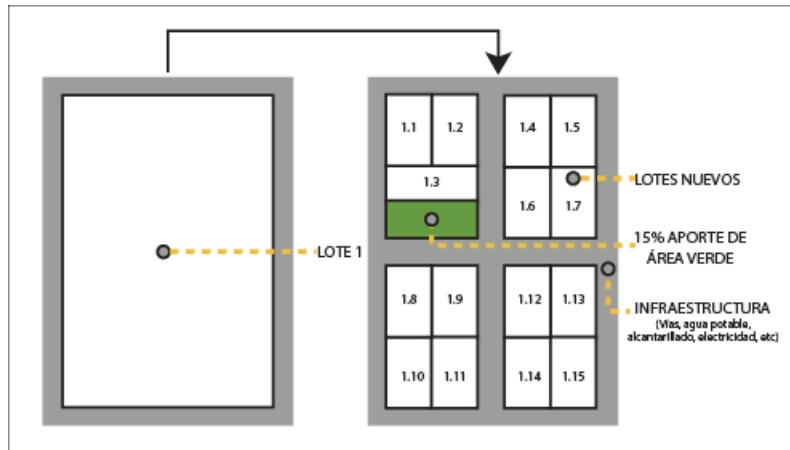 LOTE 1
1.1
1.2
1.3
1.4
1.5
1.6
1.7
LOTES NUEVOS
15% APORTE DE
ÁREA VERDE
1.8
1.9
1.10
1.11
1.12
1.13
1.14
1.15
INFRAESTRUCTURA
(Vías, agua potable,
alcantarillado, electricidad, etc)